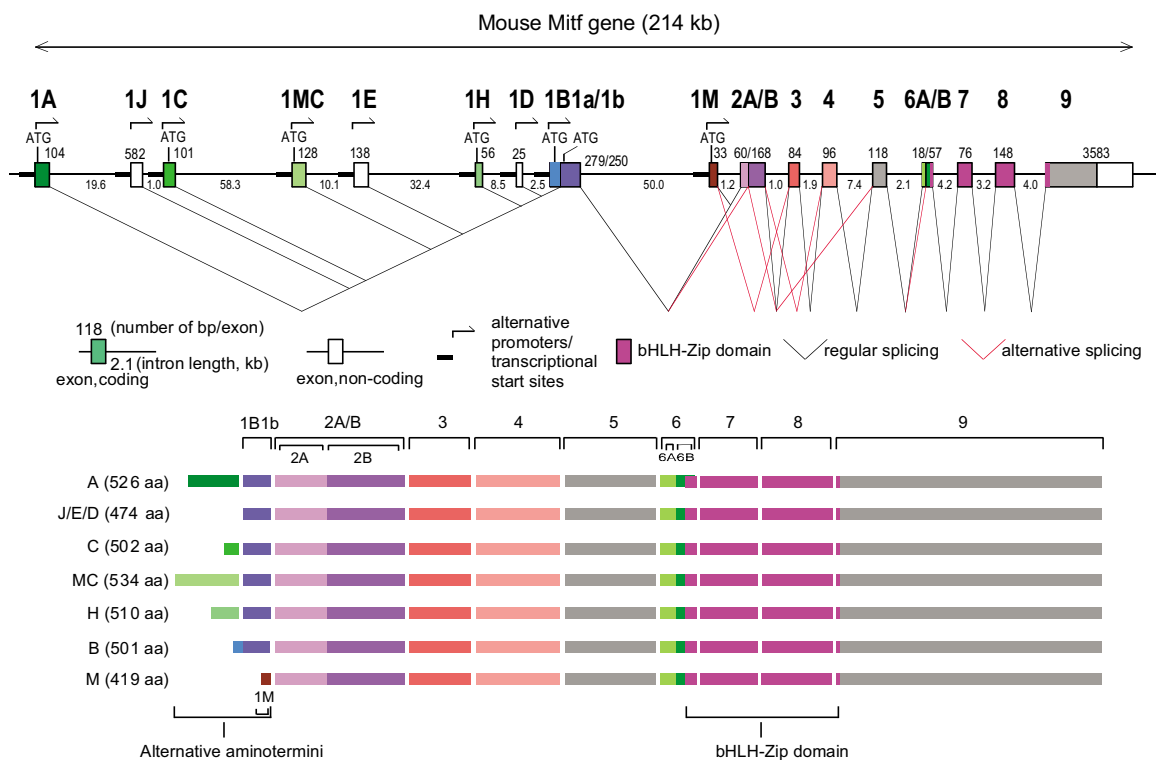 Mouse Mitf gene (214 kb)
1A 1J 1C 1MC 1E 1H 1D 1B1a/1b 1M 2A/B 3 4 5 6A/B 7 8 9
ATG ATG ATG ATG ATG ATG ATG
104 582 101 128 138 56 25 279/250 33 60/168 84 96 118 18/57 76 148 3583
19.6 1.0 58.3 10.1 32.4 8.5 2.5 50.0 1.2 1.0 1.9 7.4 2.1 4.2 3.2 4.0
118 (number of bp/exon)
2.1 (intron length, kb)
exon,coding
exon,non-coding
alternative
promoters/
transcriptional
start sites
bHLH-Zip domain
regular splicing
alternative splicing
1B1b 2A/B 3 4 5 6 7 8 9
2A 2B 6A 6B
A (526 aa)
J/E/D (474 aa)
C (502 aa)
MC (534 aa)
H (510 aa)
B (501 aa)
M (419 aa)
1M
Alternative aminotermini
bHLH-Zip domain